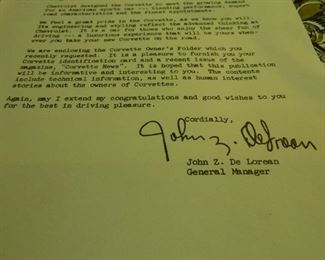 Chevrolet designed the Corvette to meet the growing demand
for an American sports car
road characteristics and the finest appointments.
We feel a great pride in the Corvette, as we know you will.
Its engineering and styling reflect the advanced thinking at
Chevrolet. It is a car for those who enjoy the sheer fun of
driving, a luxurious experience that will be yours when-
ever you take your new Corvette on the road.
We are enclosing the Corvette Owner's Folder which you
recently requested. It is a pleasure to furnish you your
Corvette identification card and a recent issue of the
magazine, "Corvette News". It is hoped that this publication
will be informative and interesting to you. The contents
include technical information, as well as human interest
stories about the owners of Corvettes.
Again, may I extend my congratulations and good wishes to you
for the best in driving pleasure.
Cordially,
John Z. DeLorean
John Z. De Lorean
General Manager